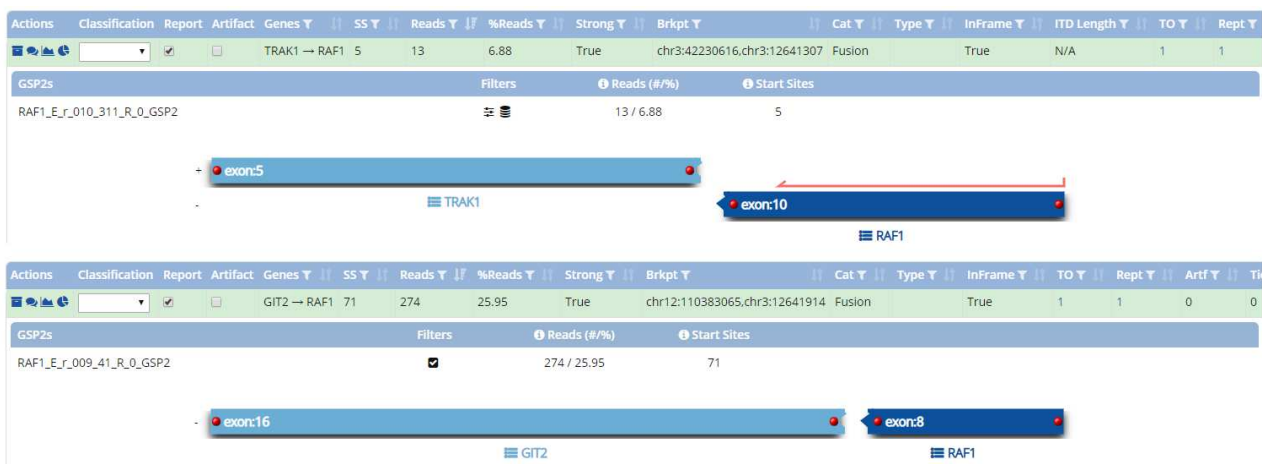 Actions Classification Report Artifact Genes SS Reads %Reads Strong Brkpt Cat Type InFrame ITD Length TO Rept
TRAK1 → RAF1 5 13 6.88 True chr3:42230616,chr3:12641307 Fusion True N/A 1 1
GSP2s Filters Reads (#/%) Start Sites
RAF1_E_r_010_311_R_0_GSP2 13 / 6.88 5
+ exon:5
- TRAK1 exon:10
RAF1
Actions Classification Report Artifact Genes SS Reads %Reads Strong Brkpt Cat Type InFrame TO Rept Artf Tic
GIT2 → RAF1 71 274 25.95 True chr12:110383065,chr3:12641914 Fusion True 1 1 0 0
GSP2s Filters Reads (#/%) Start Sites
RAF1_E_r_009_41_R_0_GSP2 274 / 25.95 71
- exon:16 exon:8
GIT2 RAF1